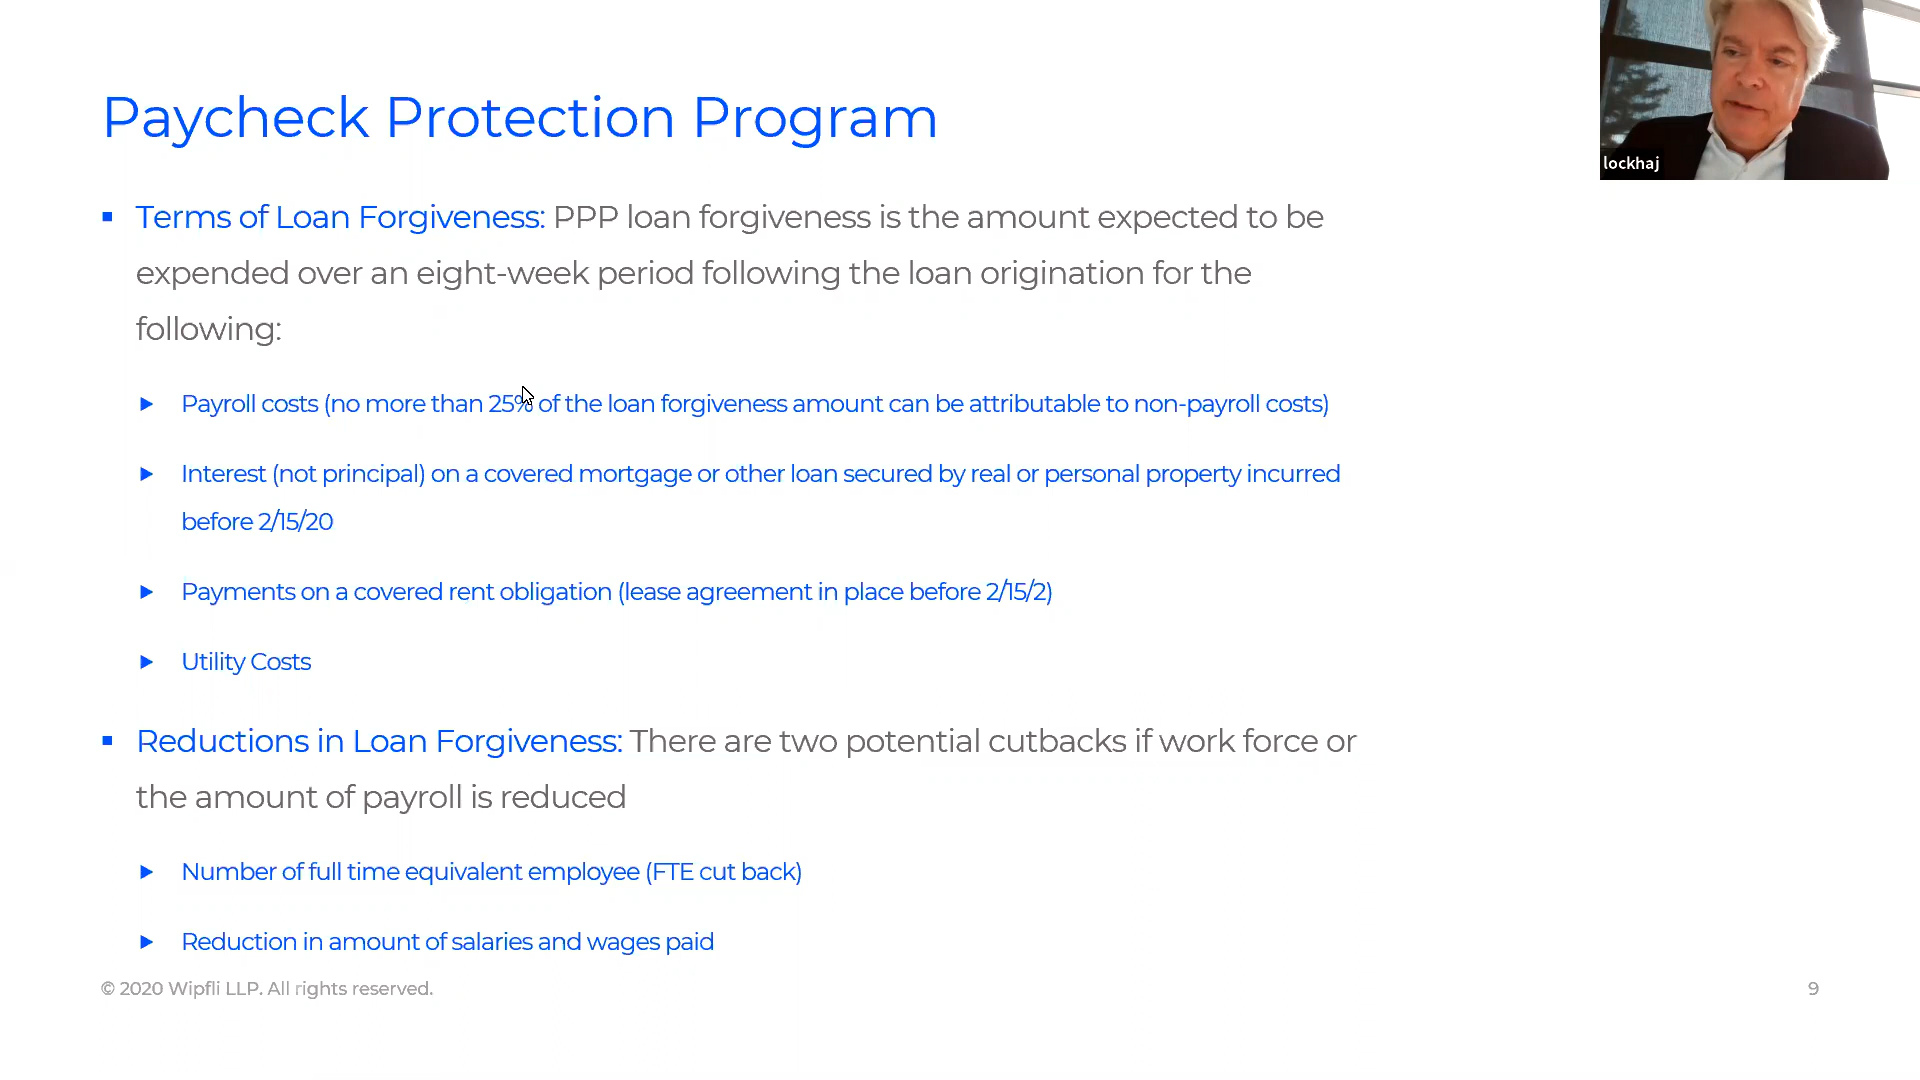 Paycheck Protection Program
lockhaj
Terms of Loan Forgiveness: PPP loan forgiveness is the amount expected to be
expended over an eight-week period following the loan origination for the
following:
Payroll costs (no more than 25% of the loan forgiveness amount can be attributable to non-payroll costs)
Interest (not principal) on a covered mortgage or other loan secured by real or personal property incurred
before 2/15/20
Payments on a covered rent obligation (lease agreement in place before 2/15/2)
Utility Costs
Reductions in Loan Forgiveness: There are two potential cutbacks if work force or
the amount of payroll is reduced
Number of full time equivalent employee (FTE cut back)
Reduction in amount of salaries and wages paid
© 2020 Wipfli LLP. All rights reserved.
9